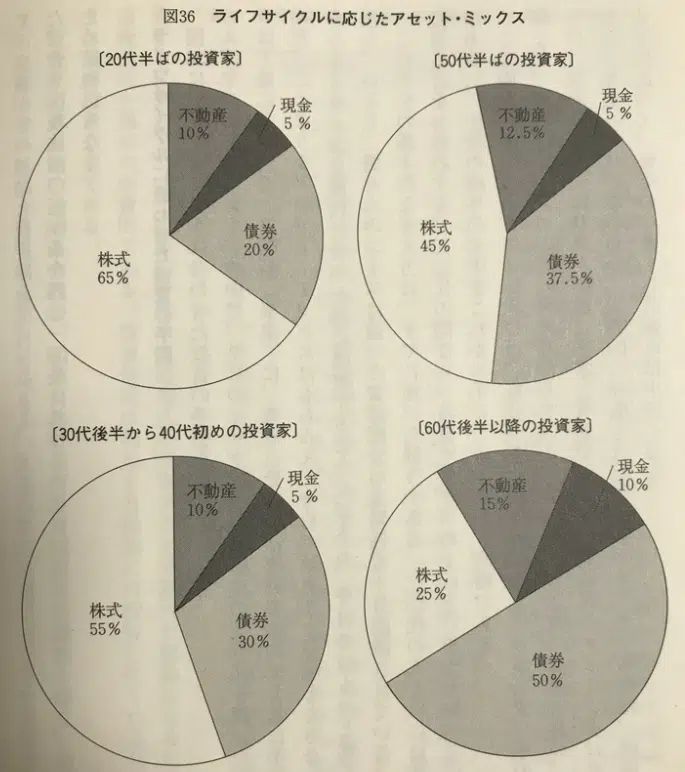 図36 ライフサイクルに応じたアセット・ミックス
〔20代半ばの投資家〕
不動産
10%
現金
5%
債券
20%
株式
65%
〔50代半ばの投資家〕
不動産
12.5%
現金
5%
債券
37.5%
株式
45%
〔30代後半から40代初めの投資家〕
不動産
10%
現金
5%
債券
30%
株式
55%
〔60代後半以降の投資家〕
不動産
15%
現金
10%
債券
50%
株式
25%